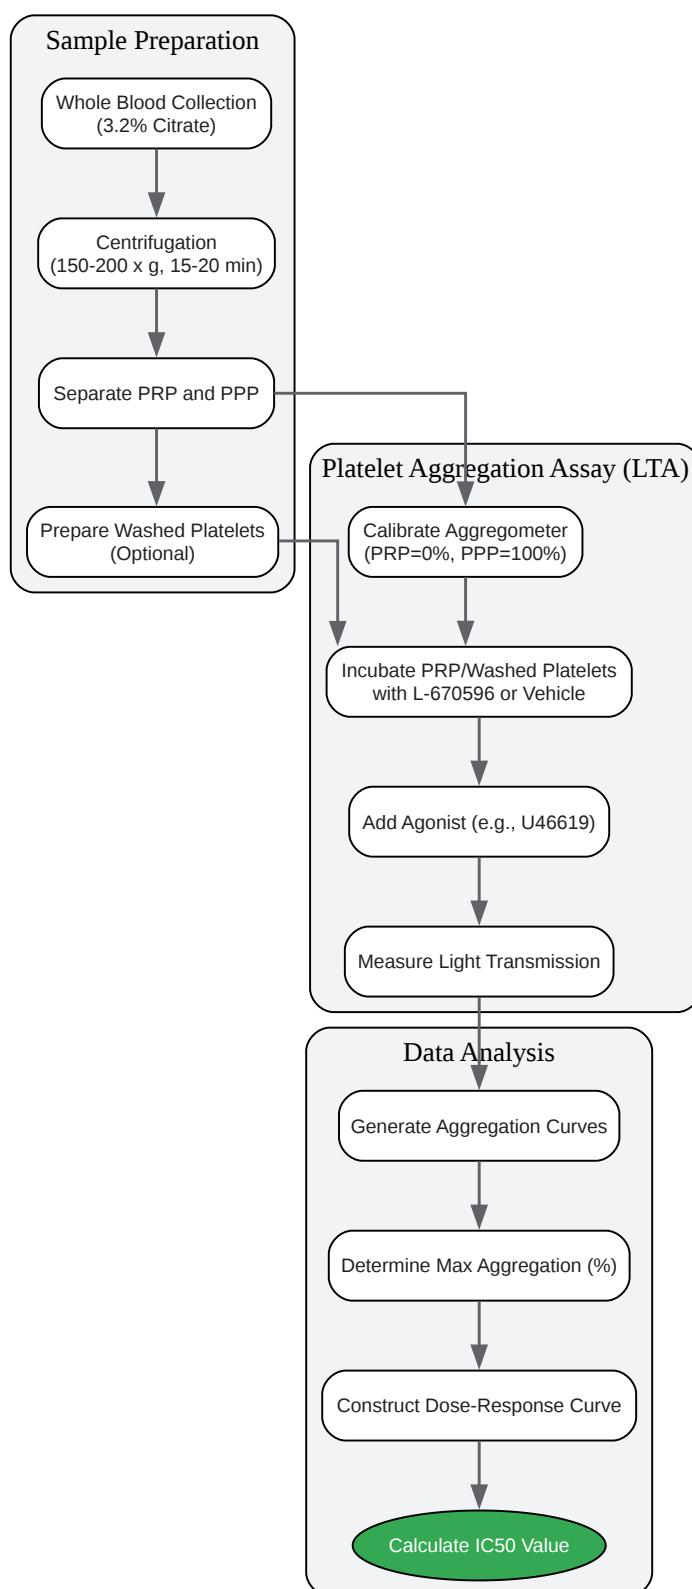 Sample Preparation
Whole Blood Collection
(3.2% Citrate)
Centrifugation
(150-200 x g, 15-20 min)
Separate PRP and PPP
Prepare Washed Platelets
(Optional)
Platelet Aggregation Assay (LTA)
Calibrate Aggregometer
(PRP=0%, PPP=100%)
Incubate PRP/Washed Platelets
with L-670596 or Vehicle
Add Agonist (e.g., U46619)
Measure Light Transmission
Data Analysis
Generate Aggregation Curves
Determine Max Aggregation (%)
Construct Dose-Response Curve
Calculate IC50 Value